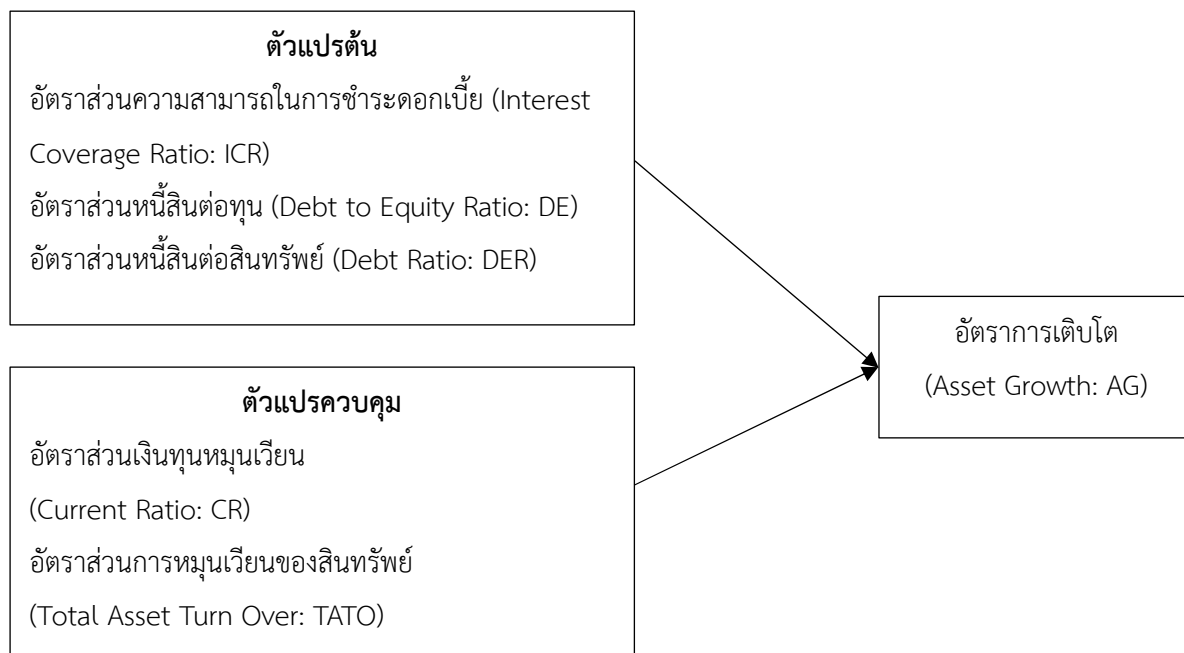 ตัวแปรต้น
อัตราส่วนความสามารถในการชำระดอกเบี้ย (Interest
Coverage Ratio: ICR)
อัตราส่วนหนี้สินต่อทุน (Debt to Equity Ratio: DE)
อัตราส่วนหนี้สินต่อสินทรัพย์ (Debt Ratio: DER)
ตัวแปรควบคุม
อัตราส่วนเงินทุนหมุนเวียน
(Current Ratio: CR)
อัตราส่วนการหมุนเวียนของสินทรัพย์
(Total Asset Turn Over: TATO)
อัตราการเติบโต
(Asset Growth: AG)